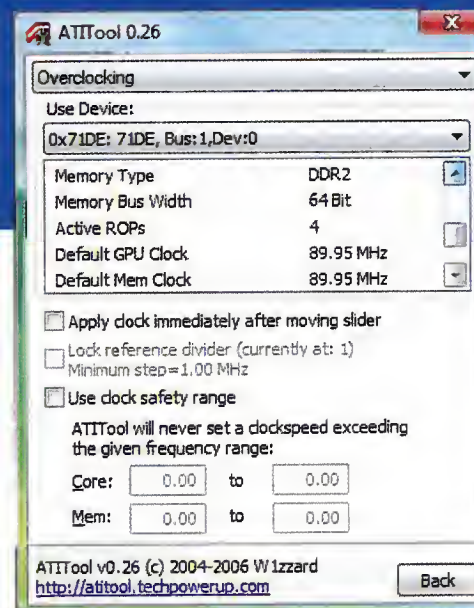 ATITool 0.26
Overclocking
Use Device:
0x71DE: 71DE, Bus:1,Dev:0
Memory Type DDR2
Memory Bus Width 64 Bit
Active ROPs 4
Default GPU Clock 89.95 MHz
Default Mem Clock 89.95 MHz
Apply clock immediately after moving slider
Lock reference divider (currently at: 1)
Minimum step=1.00 MHz
Use clock safety range
ATITool will never set a clockspeed exceeding
the given frequency range:
Core: 0.00 to 0.00
Mem: 0.00 to 0.00
ATITool v0.26 (c) 2004-2006 W1zzard
http://atitool.techpowerup.com
Back